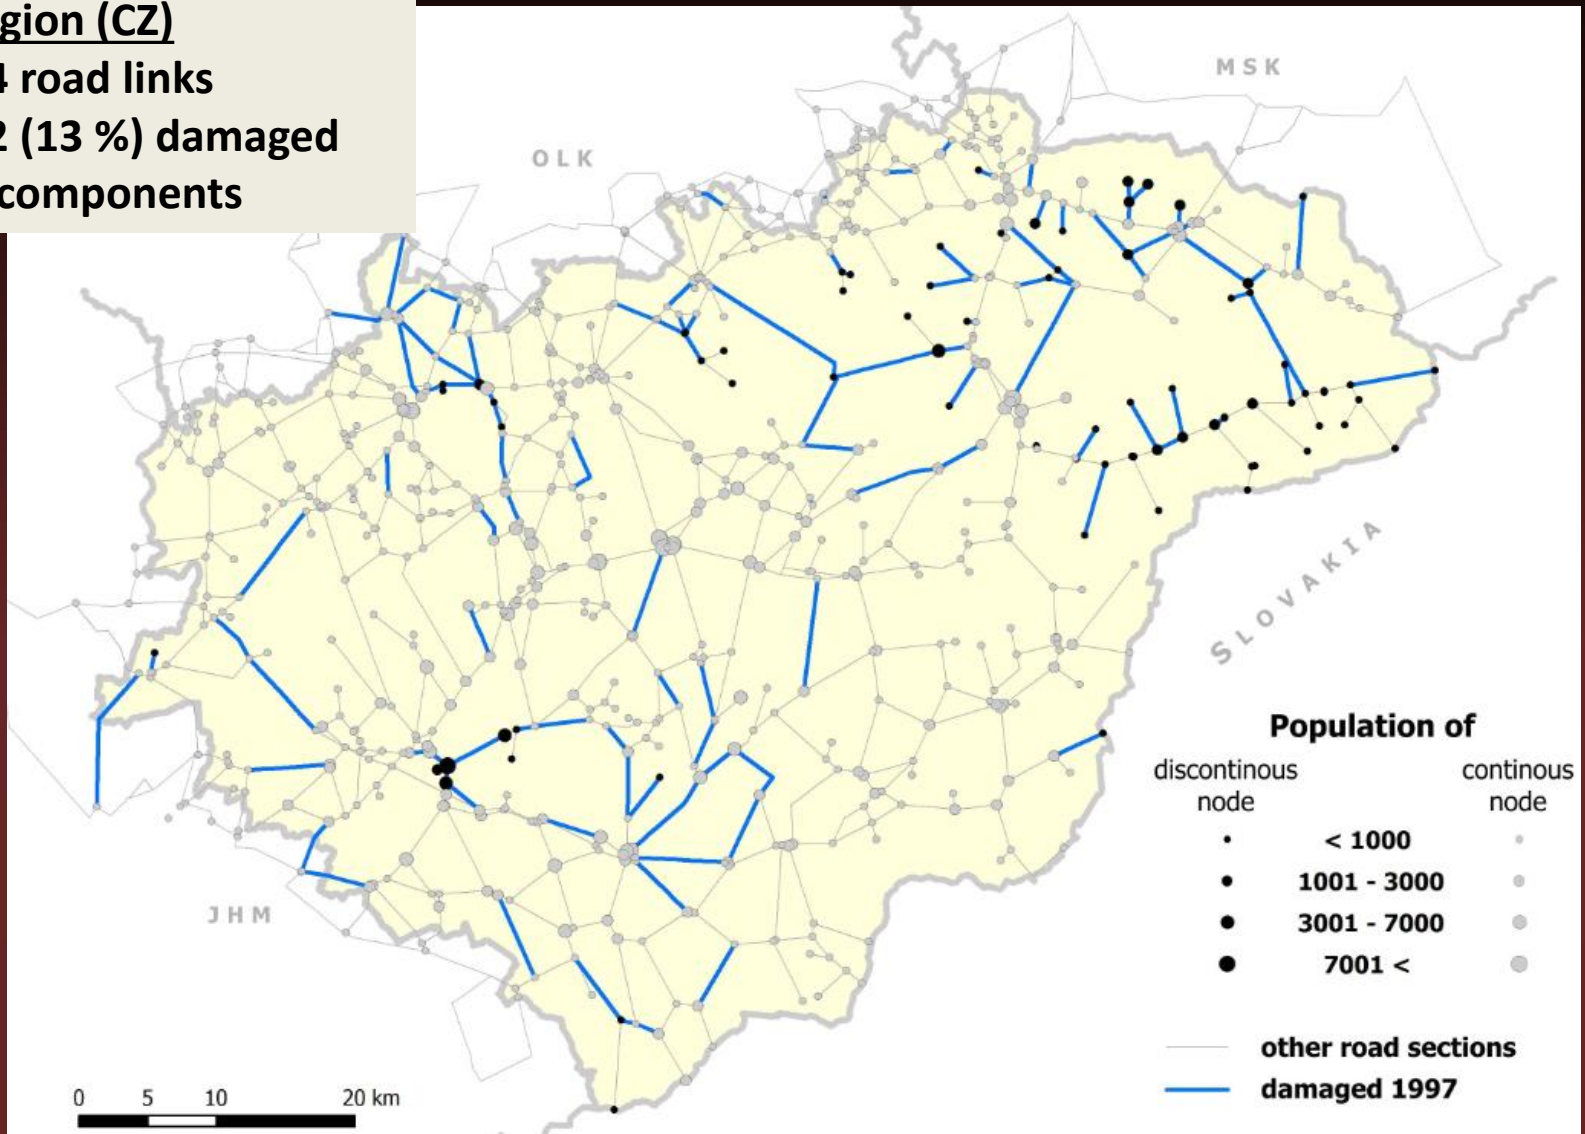 gion (CZ)
4 road links
2 (13 %) damaged
components
MSK
OLK
SLOVAKIA
JHM
Population of
discontinous node
continous node
< 1000
1001 - 3000
3001 - 7000
7001 <
other road sections
damaged 1997
0 5 10 20 km